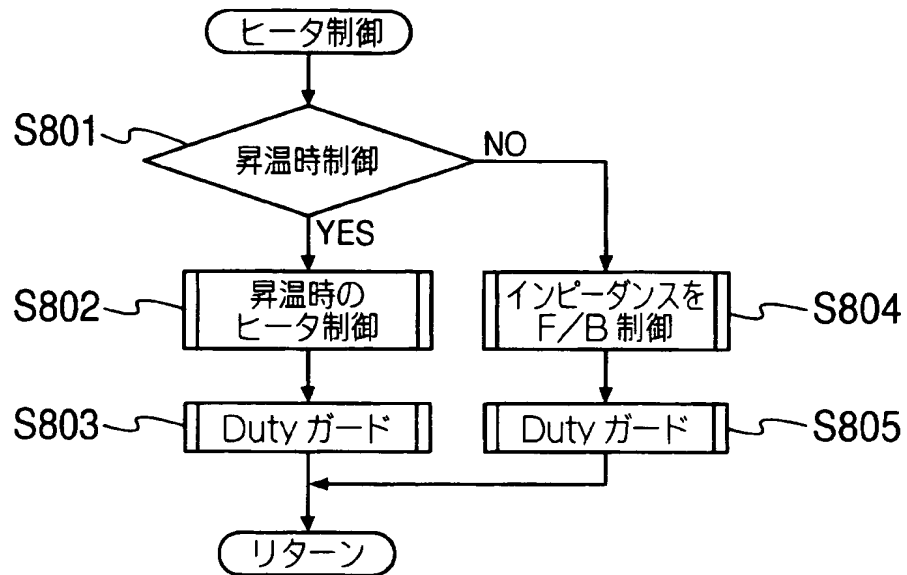 ヒータ制御
S801
昇温時制御
NO
YES
S802
昇温時の
ヒータ制御
インピーダンスを
F/B 制御
S804
S803
Duty ガード
Duty ガード
S805
リターン